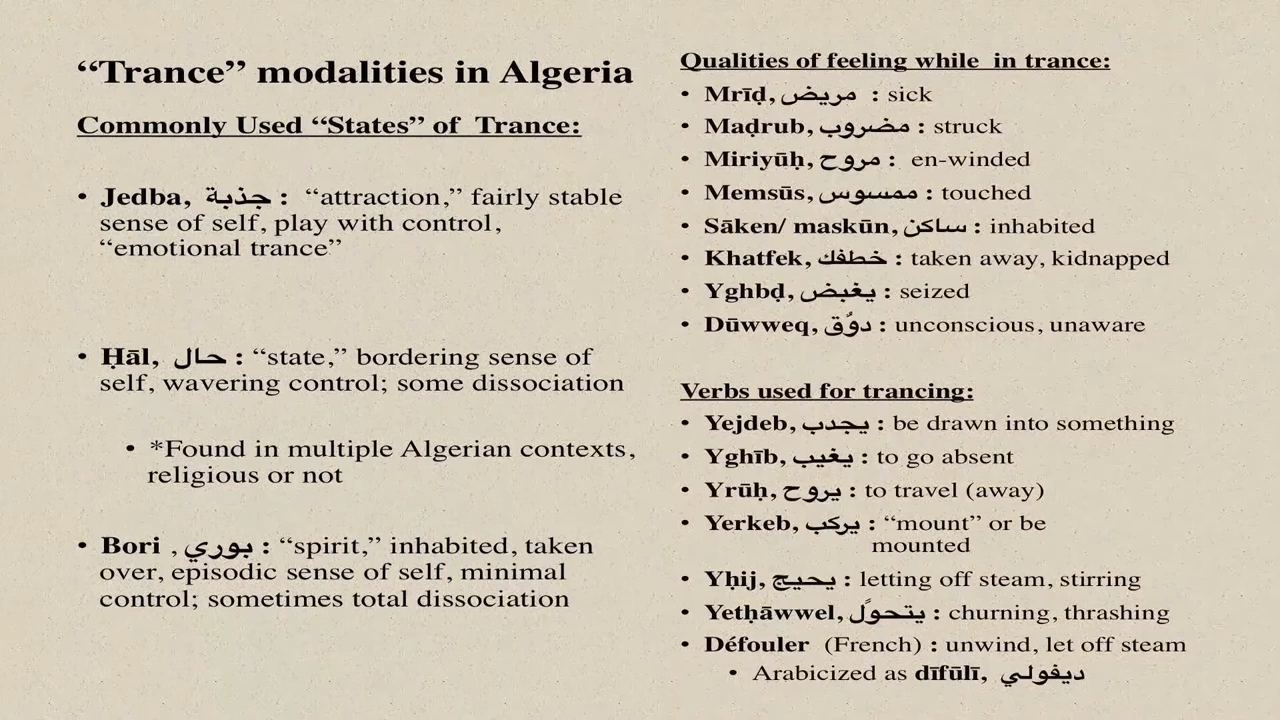 “Trance” modalities in Algeria
Commonly Used “States” of Trance:
• Jedba, جذبة : “attraction,” fairly stable
sense of self, play with control,
“emotional trance”
• Ḥāl, حال : “state,” bordering sense of
self, wavering control; some dissociation
• *Found in multiple Algerian contexts,
religious or not
• Bori , بوري : “spirit,” inhabited, taken
over, episodic sense of self, minimal
control; sometimes total dissociation
Qualities of feeling while in trance:
• Mrīḍ, مريض : sick
• Maḍrub, مضروب : struck
• Miriyūḥ, مروح : en-winded
• Memsūs, ممسوس : touched
• Sāken/ maskūn, ساكن : inhabited
• Khatfek, خطفك : taken away, kidnapped
• Yghbḍ, يغبض : seized
• Dūwweq, دوُق : unconscious, unaware
Verbs used for trancing:
• Yejdeb, يجدب : be drawn into something
• Yghīb, يغيب : to go absent
• Yrūḥ, يروح : to travel (away)
• Yerkeb, يركب : “mount” or be
mounted
• Yḥij, يحيج : letting off steam, stirring
• Yetḥāwwel, يتحوًل : churning, thrashing
• Défouler (French) : unwind, let off steam
• Arabicized as dīfūlī, ديفولي